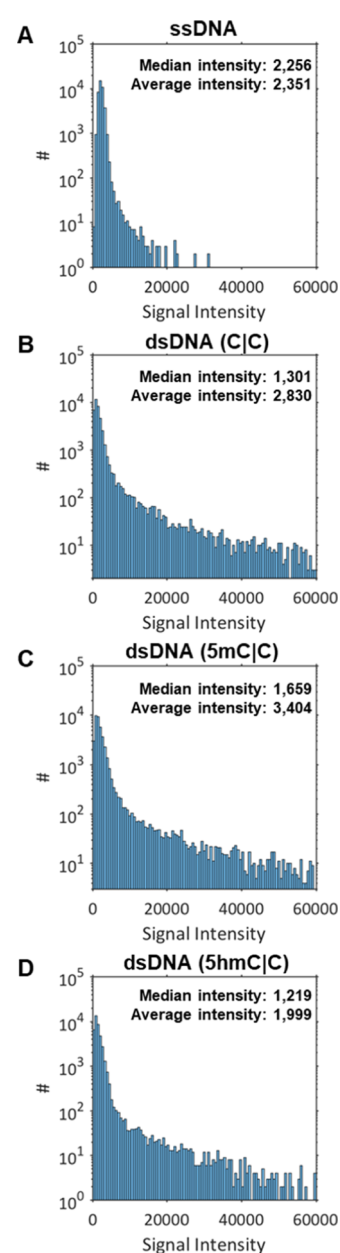 A
ssDNA
10^5
Median intensity: 2,256
Average intensity: 2,351
10^4
10^3
#
10^2
10^1
10^0
0 20000 40000 60000
Signal Intensity
B
dsDNA (C|C)
10^5
Median intensity: 1,301
Average intensity: 2,830
10^4
10^3
#
10^2
10^1
0 20000 40000 60000
Signal Intensity
C
dsDNA (5mC|C)
10^5
Median intensity: 1,659
Average intensity: 3,404
10^4
10^3
#
10^2
10^1
0 20000 40000 60000
Signal Intensity
D
dsDNA (5hmC|C)
10^5
Median intensity: 1,219
Average intensity: 1,999
10^4
10^3
#
10^2
10^1
10^0
0 20000 40000 60000
Signal Intensity